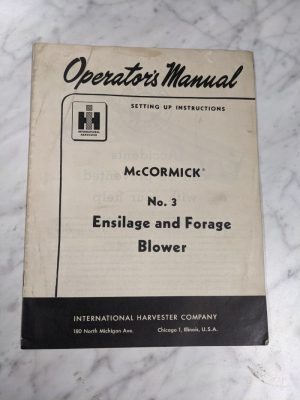 Operator's Manual
SETTING UP INSTRUCTIONS
IH
INTERNATIONAL
HARVESTER
McCORMICK®
No. 3
Ensilage and Forage
Blower
INTERNATIONAL HARVESTER COMPANY
180 North Michigan Ave. Chicago 1, Illinois, U.S.A.